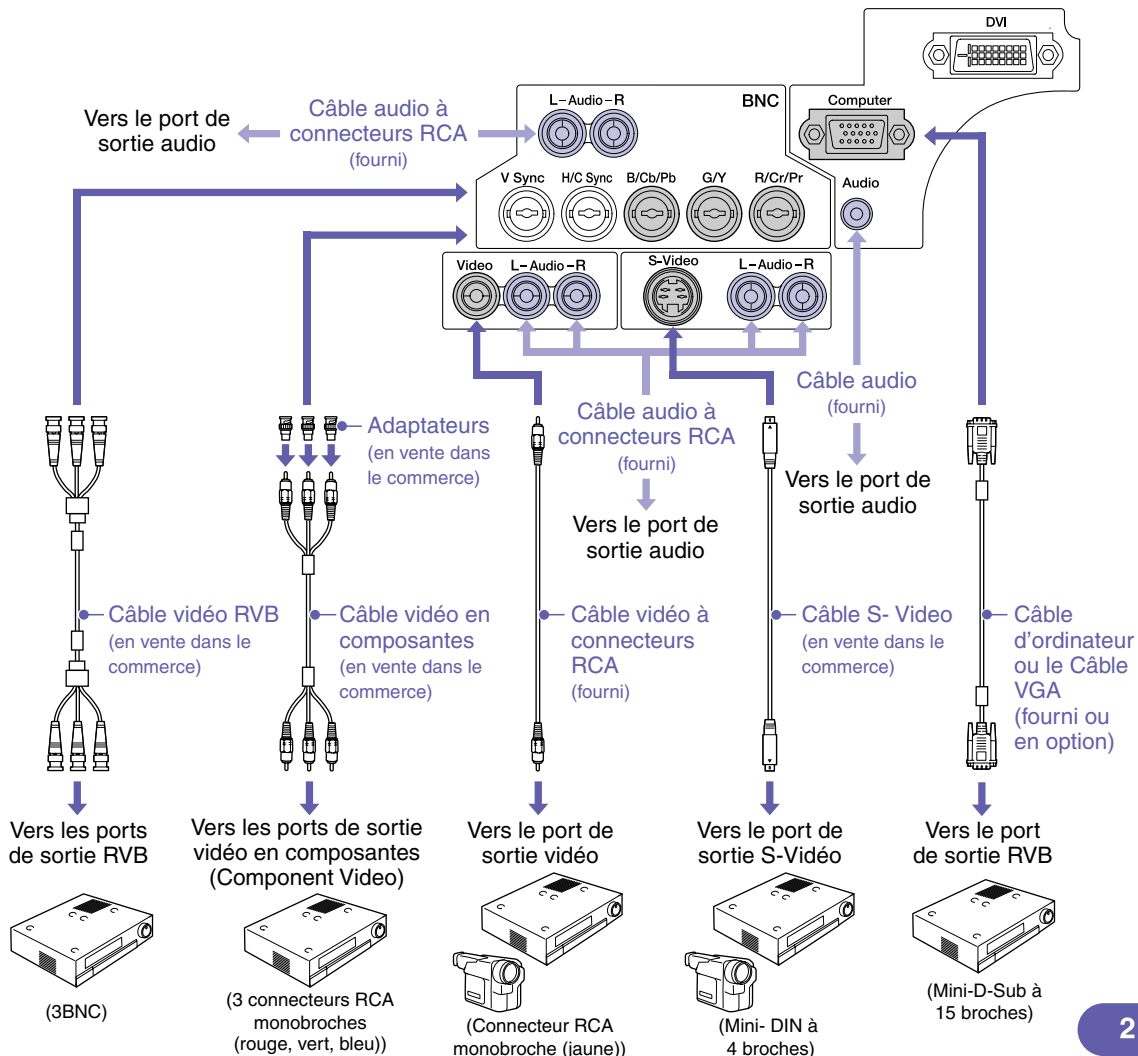 DVI
BNC
L-Audio-R
Computer
Câble audio à
connecteurs RCA
(fourni)
Vers le port de
sortie audio
V Sync
H/C Sync
B/Cb/Pb
G/Y
R/Cr/Pr
Audio
Video
L-Audio-R
S-Video
L-Audio-R
Adaptateurs
(en vente dans
le commerce)
Câble audio à
connecteurs RCA
(fourni)
Vers le port de
sortie audio
Câble audio
(fourni)
Vers le port de
sortie audio
Câble vidéo RVB
(en vente dans le
commerce)
Câble vidéo en
composantes
(en vente dans le
commerce)
Câble vidéo à
connecteurs
RCA
(fourni)
Câble S- Video
(en vente dans le
commerce)
Câble
d'ordinateur
ou le Câble
VGA
(fourni ou
en option)
Vers les ports
de sortie RVB
Vers les ports de sortie
vidéo en composantes
(Component Video)
Vers le port de
sortie vidéo
Vers le port de
sortie S-Vidéo
Vers le port
de sortie RVB
(3BNC)
(3 connecteurs RCA
monobroches
(rouge, vert, bleu))
(Connecteur RCA
monobroche (jaune))
(Mini- DIN à
4 broches)
(Mini-D-Sub à
15 broches)
2